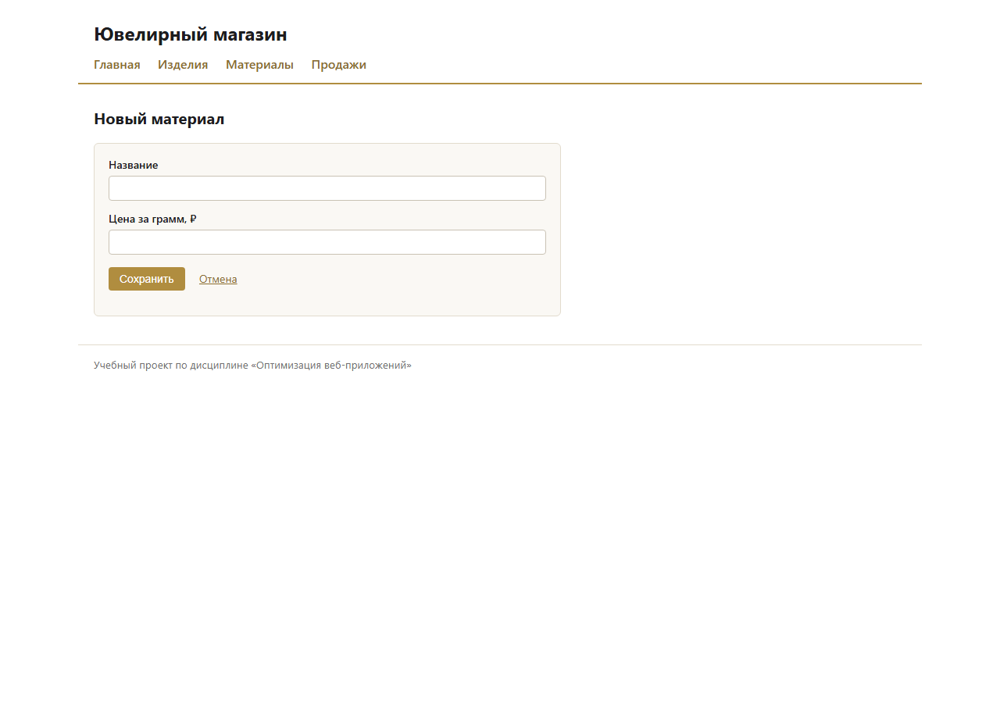 Ювелирный магазин
Главная Изделия Материалы Продажи
Новый материал
Название
Цена за грамм, ₽
Сохранить Отмена
Учебный проект по дисциплине «Оптимизация веб-приложений»